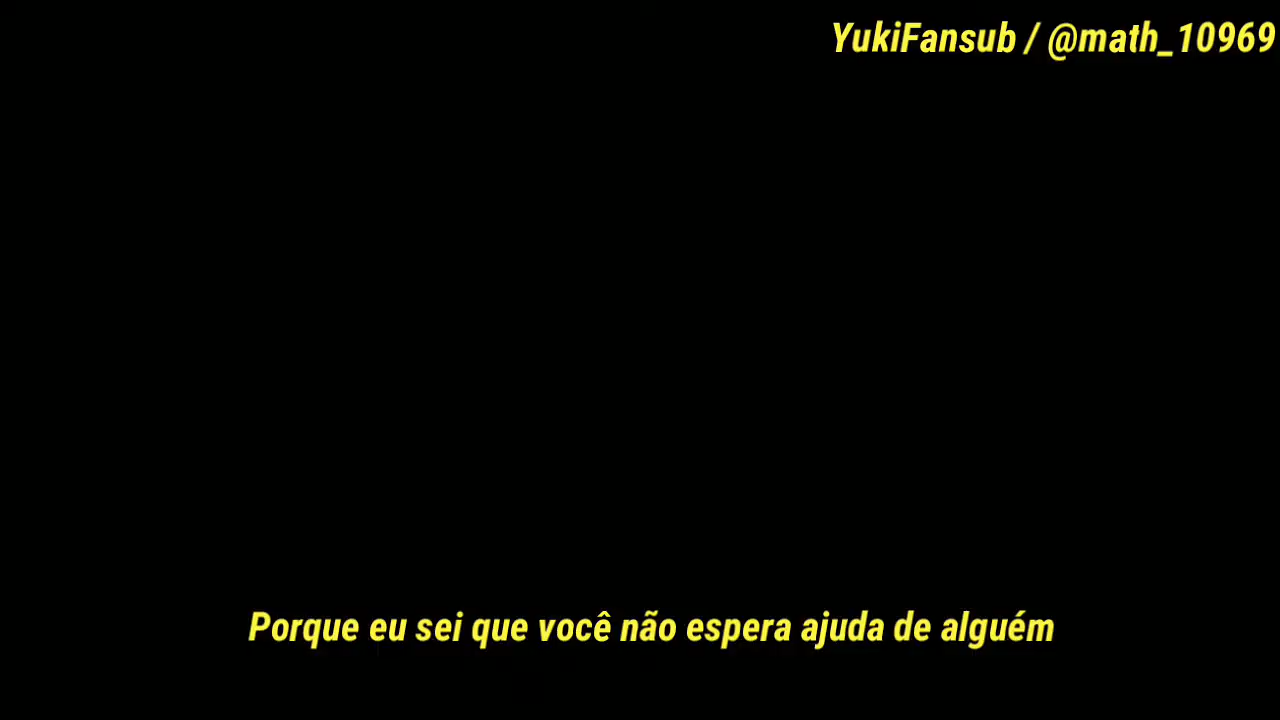 YukiFansub / @math_10969
Porque eu sei que você não espera ajuda de alguém